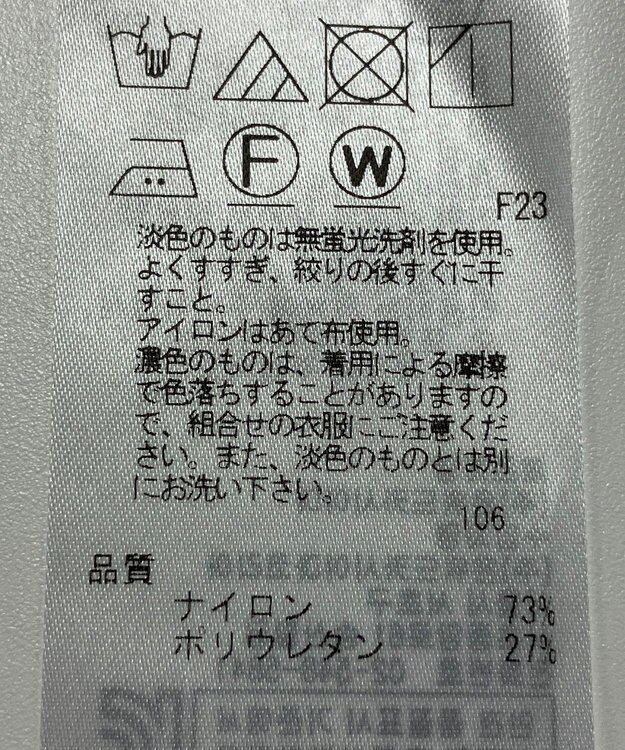 F
W
F23
淡色のものは無蛍光洗剤を使用。
よくすすぎ、絞りの後すぐに干
すこと。
アイロンはあて布使用。
濃色のものは、着用による摩擦
で色落ちすることがありますの
で、組合せの衣服にご注意くだ
さい。また、淡色のものとは別
にお洗い下さい。
106
品質
ナイロン 73%
ポリウレタン 27%